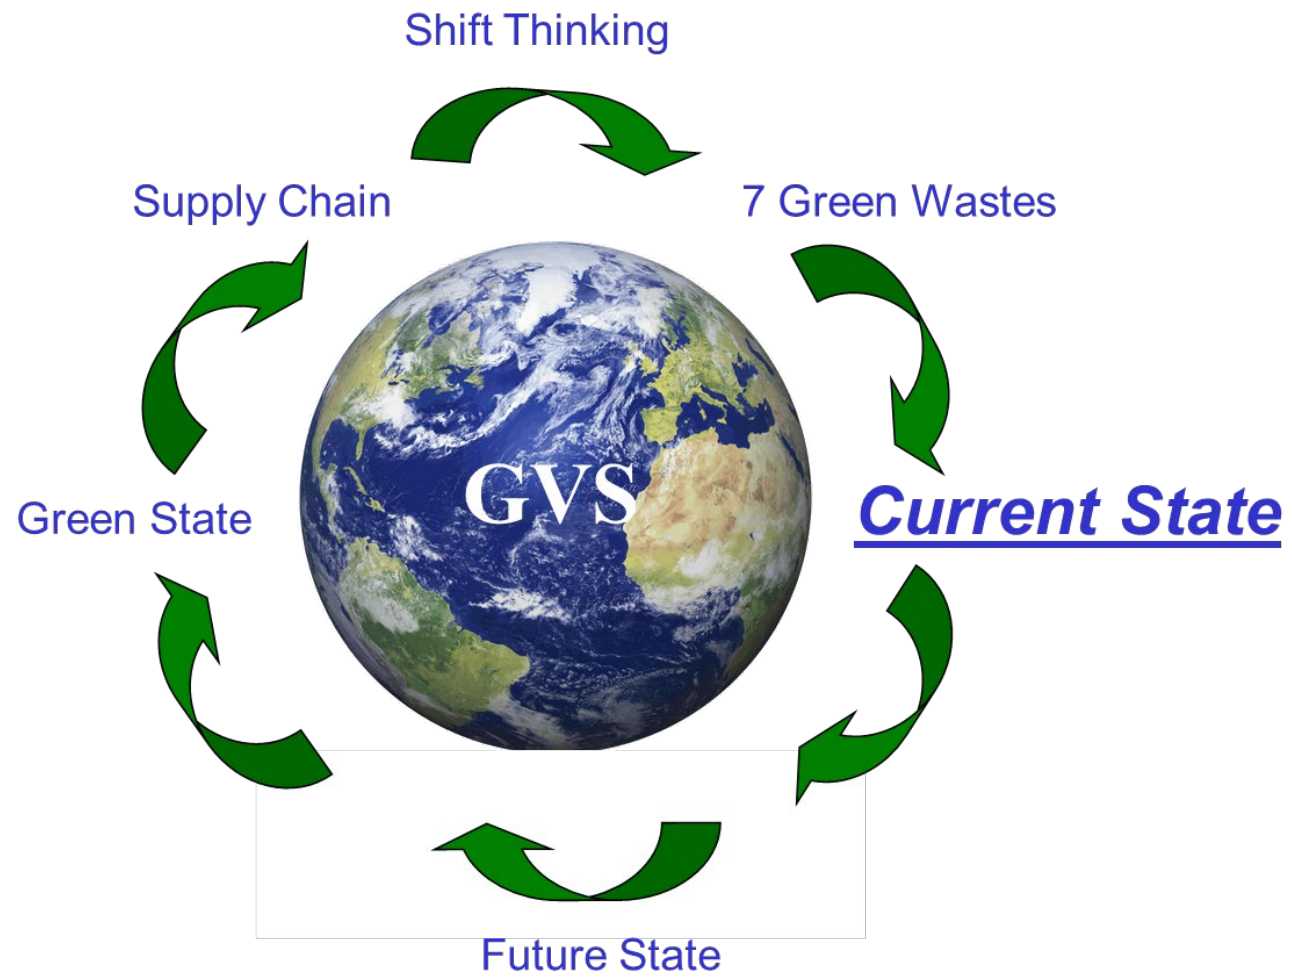 Shift Thinking
Supply Chain
7 Green Wastes
GVS
Green State
Current State
Future State